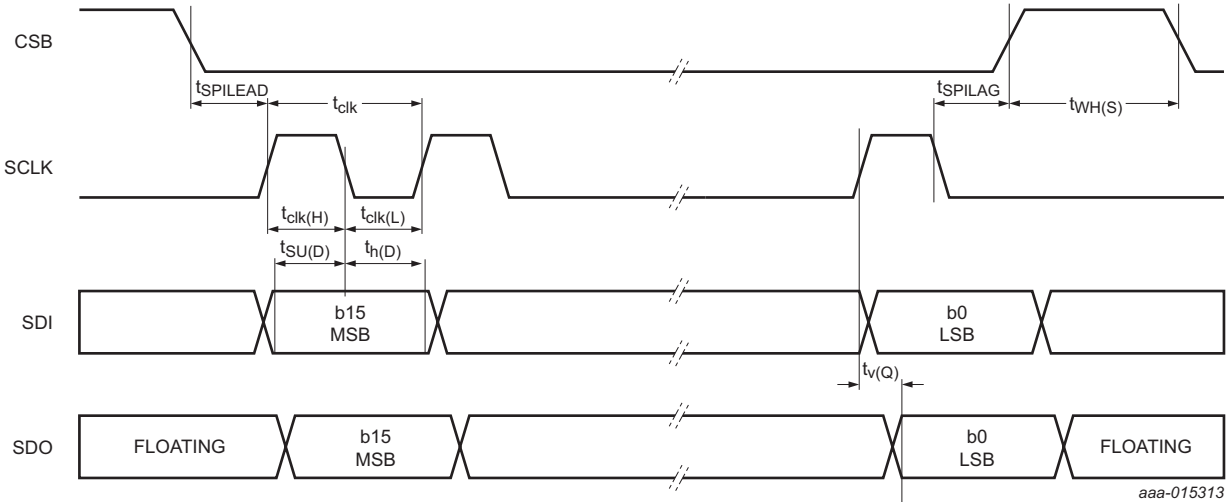 CSB
tSPILEAD
tclk
tSPILAG
tWH(S)
SCLK
tclk(H)
tclk(L)
tSU(D)
th(D)
SDI
b15
MSB
b0
LSB
tv(Q)
SDO
FLOATING
b15
MSB
b0
LSB
FLOATING
aaa-015313